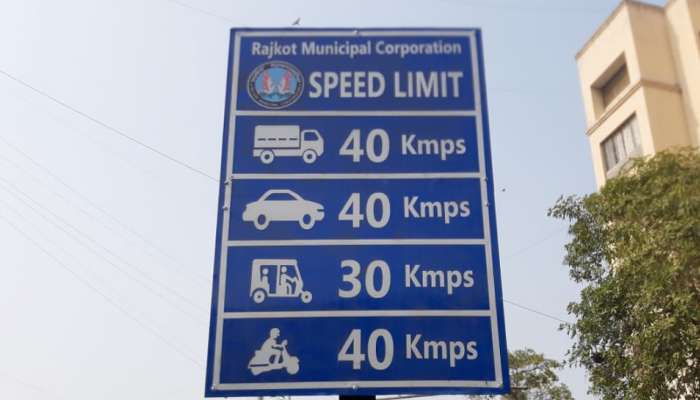 Rajkot Municipal Corporation
SPEED LIMIT
40 Kmps
40 Kmps
30 Kmps
40 Kmps